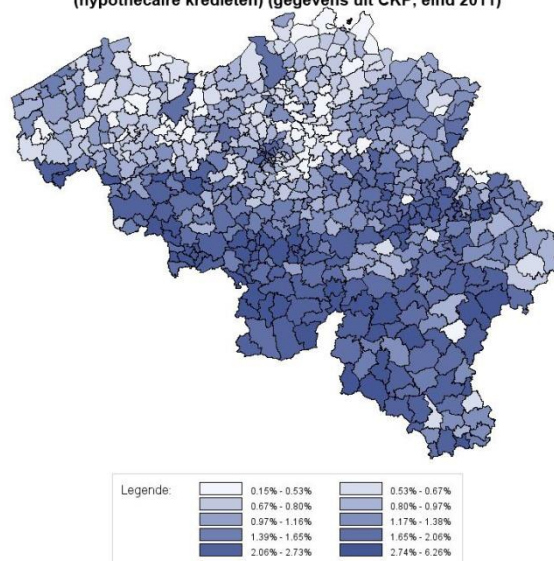 (hypothecaire kredieten) (gegevens uit CKP, eind 2011)
Legende:
0.15% - 0.53% 0.53% - 0.67%
0.67% - 0.80% 0.80% - 0.97%
0.97% - 1.16% 1.17% - 1.38%
1.39% - 1.65% 1.65% - 2.06%
2.06% - 2.73% 2.74% - 6.26%